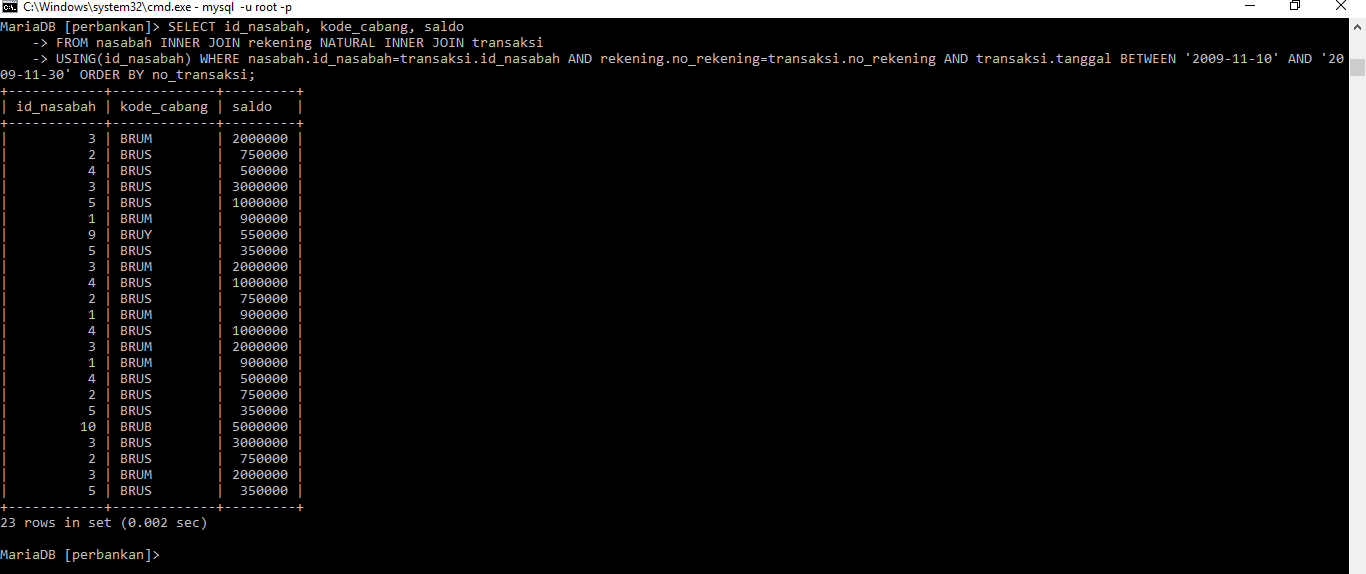 C:\Windows\system32\cmd.exe - mysql  -u root -p
MariaDB [perbankan]> SELECT id_nasabah, kode_cabang, saldo
    -> FROM nasabah INNER JOIN rekening NATURAL INNER JOIN transaksi
    -> USING(id_nasabah) WHERE nasabah.id_nasabah=transaksi.id_nasabah AND rekening.no_rekening=transaksi.no_rekening AND transaksi.tanggal BETWEEN '2009-11-10' AND '20
09-11-30' ORDER BY no_transaksi;
+------------+-------------+---------+
| id_nasabah | kode_cabang | saldo   |
+------------+-------------+---------+
|          3 | BRUM        | 2000000 |
|          2 | BRUS        |  750000 |
|          4 | BRUS        |  500000 |
|          3 | BRUS        | 3000000 |
|          5 | BRUS        | 1000000 |
|          1 | BRUM        |  900000 |
|          9 | BRUY        |  550000 |
|          5 | BRUS        |  350000 |
|          3 | BRUM        | 2000000 |
|          4 | BRUS        | 1000000 |
|          2 | BRUS        |  750000 |
|          1 | BRUM        |  900000 |
|          4 | BRUS        | 1000000 |
|          3 | BRUM        | 2000000 |
|          1 | BRUM        |  900000 |
|          4 | BRUS        |  500000 |
|          2 | BRUS        |  750000 |
|          5 | BRUS        |  350000 |
|         10 | BRUB        | 5000000 |
|          3 | BRUS        | 3000000 |
|          2 | BRUS        |  750000 |
|          3 | BRUM        | 2000000 |
|          5 | BRUS        |  350000 |
+------------+-------------+---------+
23 rows in set (0.002 sec)
MariaDB [perbankan]>